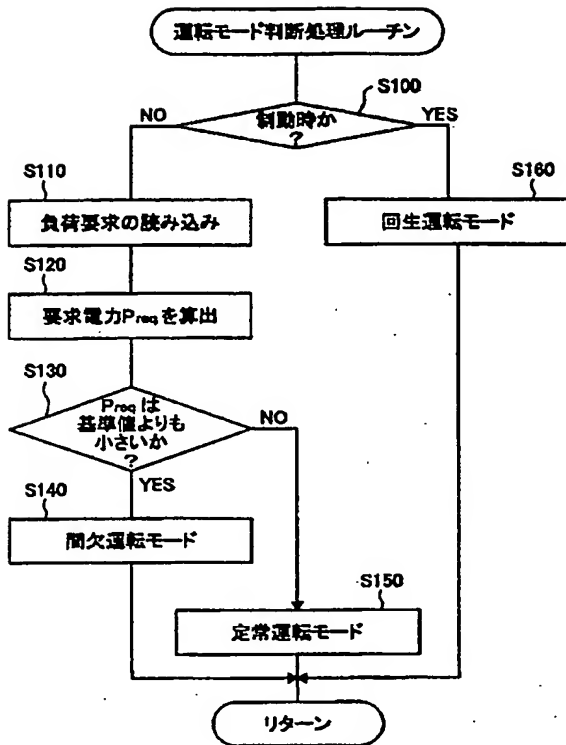 運転モード判断処理ルーチン
S100
制動時か
?
NO
YES
S110
負荷要求の読み込み
S160
回生運転モード
S120
要求電力Preqを算出
S130
Preqは
基準値よりも
小さいか
?
NO
YES
S140
間欠運転モード
S150
定常運転モード
リターン